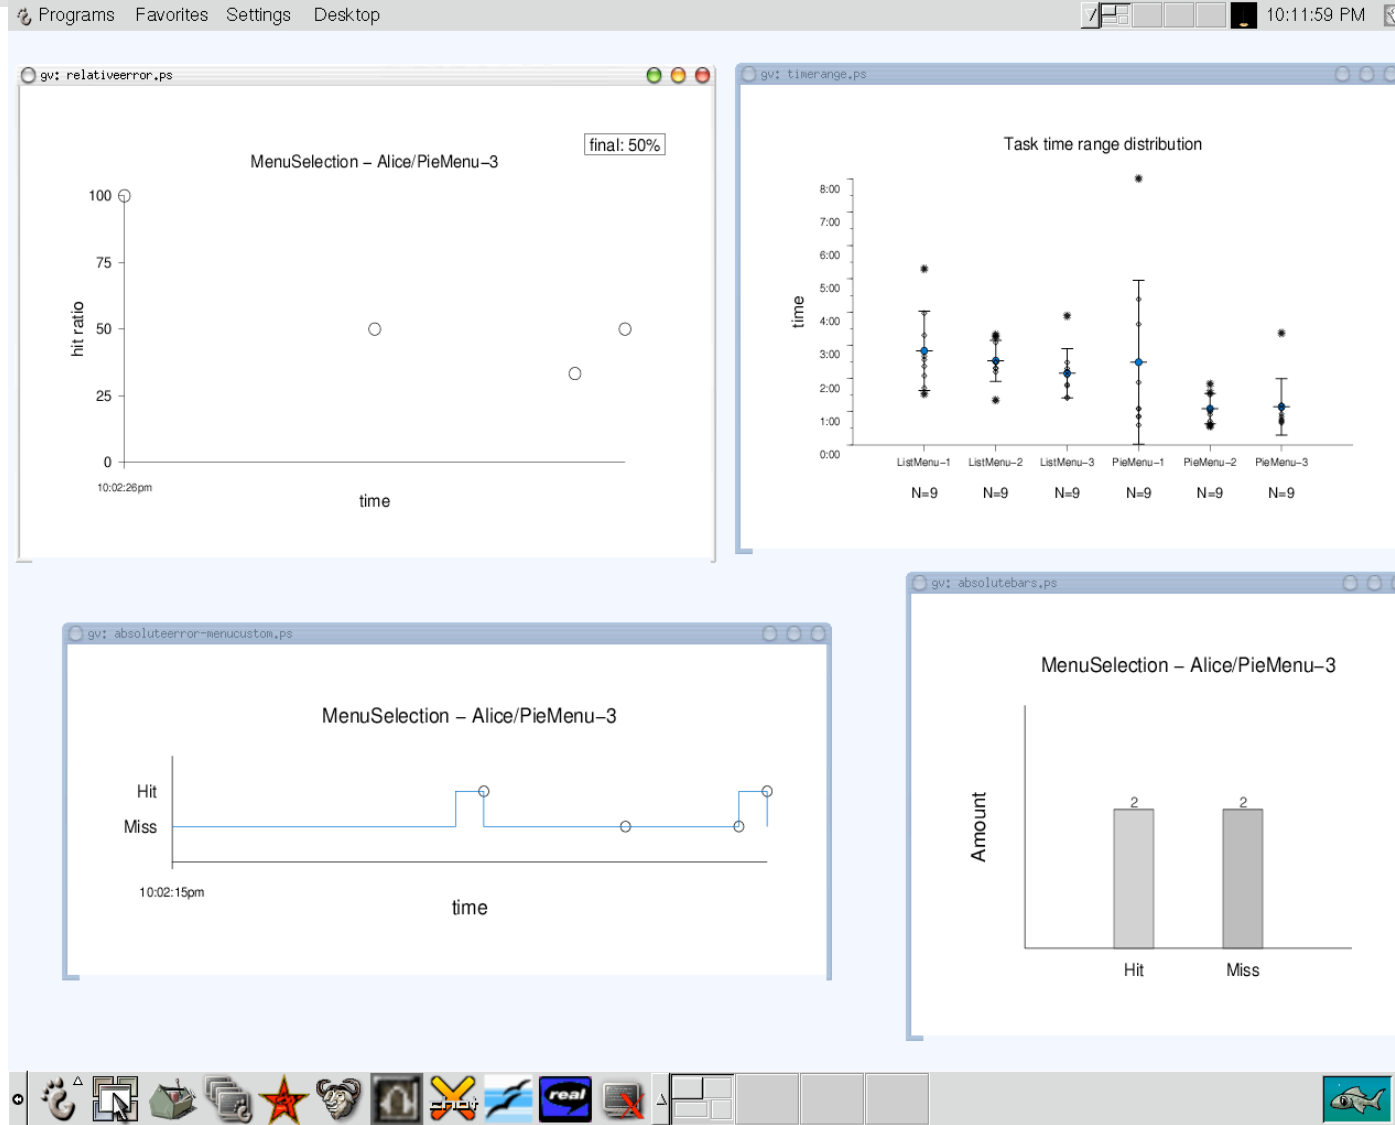 Programs Favorites Settings Desktop
10:11:59 PM
gv: relativeerror.ps
final: 50%
MenuSelection – Alice/PieMenu–3
100
75
50
25
0
hit ratio
10:02:26pm
time
gv: timerange.ps
Task time range distribution
8:00
7:00
6:00
5:00
4:00
3:00
2:00
1:00
0:00
time
ListMenu–1 ListMenu–2 ListMenu–3 PieMenu–1 PieMenu–2 PieMenu–3
N=9 N=9 N=9 N=9 N=9 N=9
gv: absoluteerror-menucustom.ps
MenuSelection – Alice/PieMenu–3
Hit
Miss
10:02:15pm
time
gv: absolutebars.ps
MenuSelection – Alice/PieMenu–3
Amount
2 2
Hit Miss
chat
real